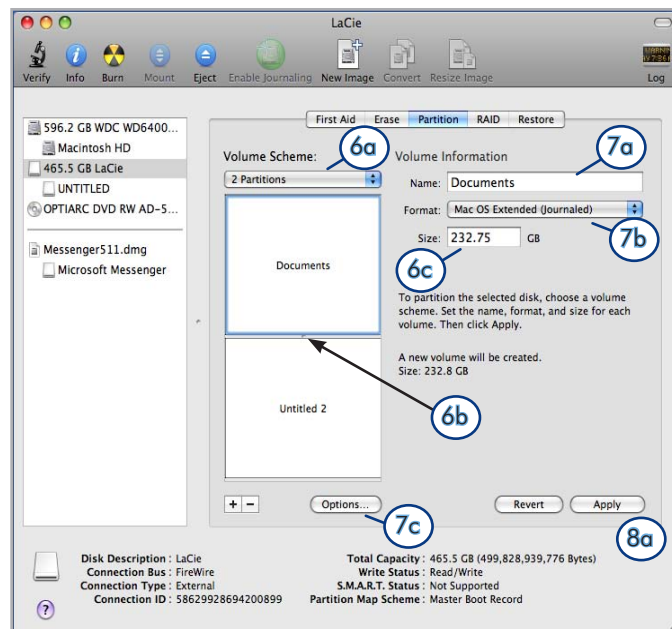 LaCie
Verify
Info
Burn
Mount
Eject
Enable Journaling
New Image
Convert
Resize Image
Log
First Aid
Erase
Partition
RAID
Restore
596.2 GB WDC WD6400...
Macintosh HD
465.5 GB LaCie
UNTITLED
OPTIARC DVD RW AD-5...
Messenger511.dmg
Microsoft Messenger
Volume Scheme:
6a
2 Partitions
Documents
6b
Untitled 2
+ −
Options...
7c
Volume Information
7a
Name: Documents
Format: Mac OS Extended (Journaled)
7b
Size: 232.75 GB
6c
To partition the selected disk, choose a volume
scheme. Set the name, format, and size for each
volume. Then click Apply.
A new volume will be created.
Size: 232.8 GB
Revert
Apply
8a
Disk Description : LaCie
Connection Bus : FireWire
Connection Type : External
Connection ID : 58629928694200899
Total Capacity : 465.5 GB (499,828,939,776 Bytes)
Write Status : Read/Write
S.M.A.R.T. Status : Not Supported
Partition Map Scheme : Master Boot Record
?